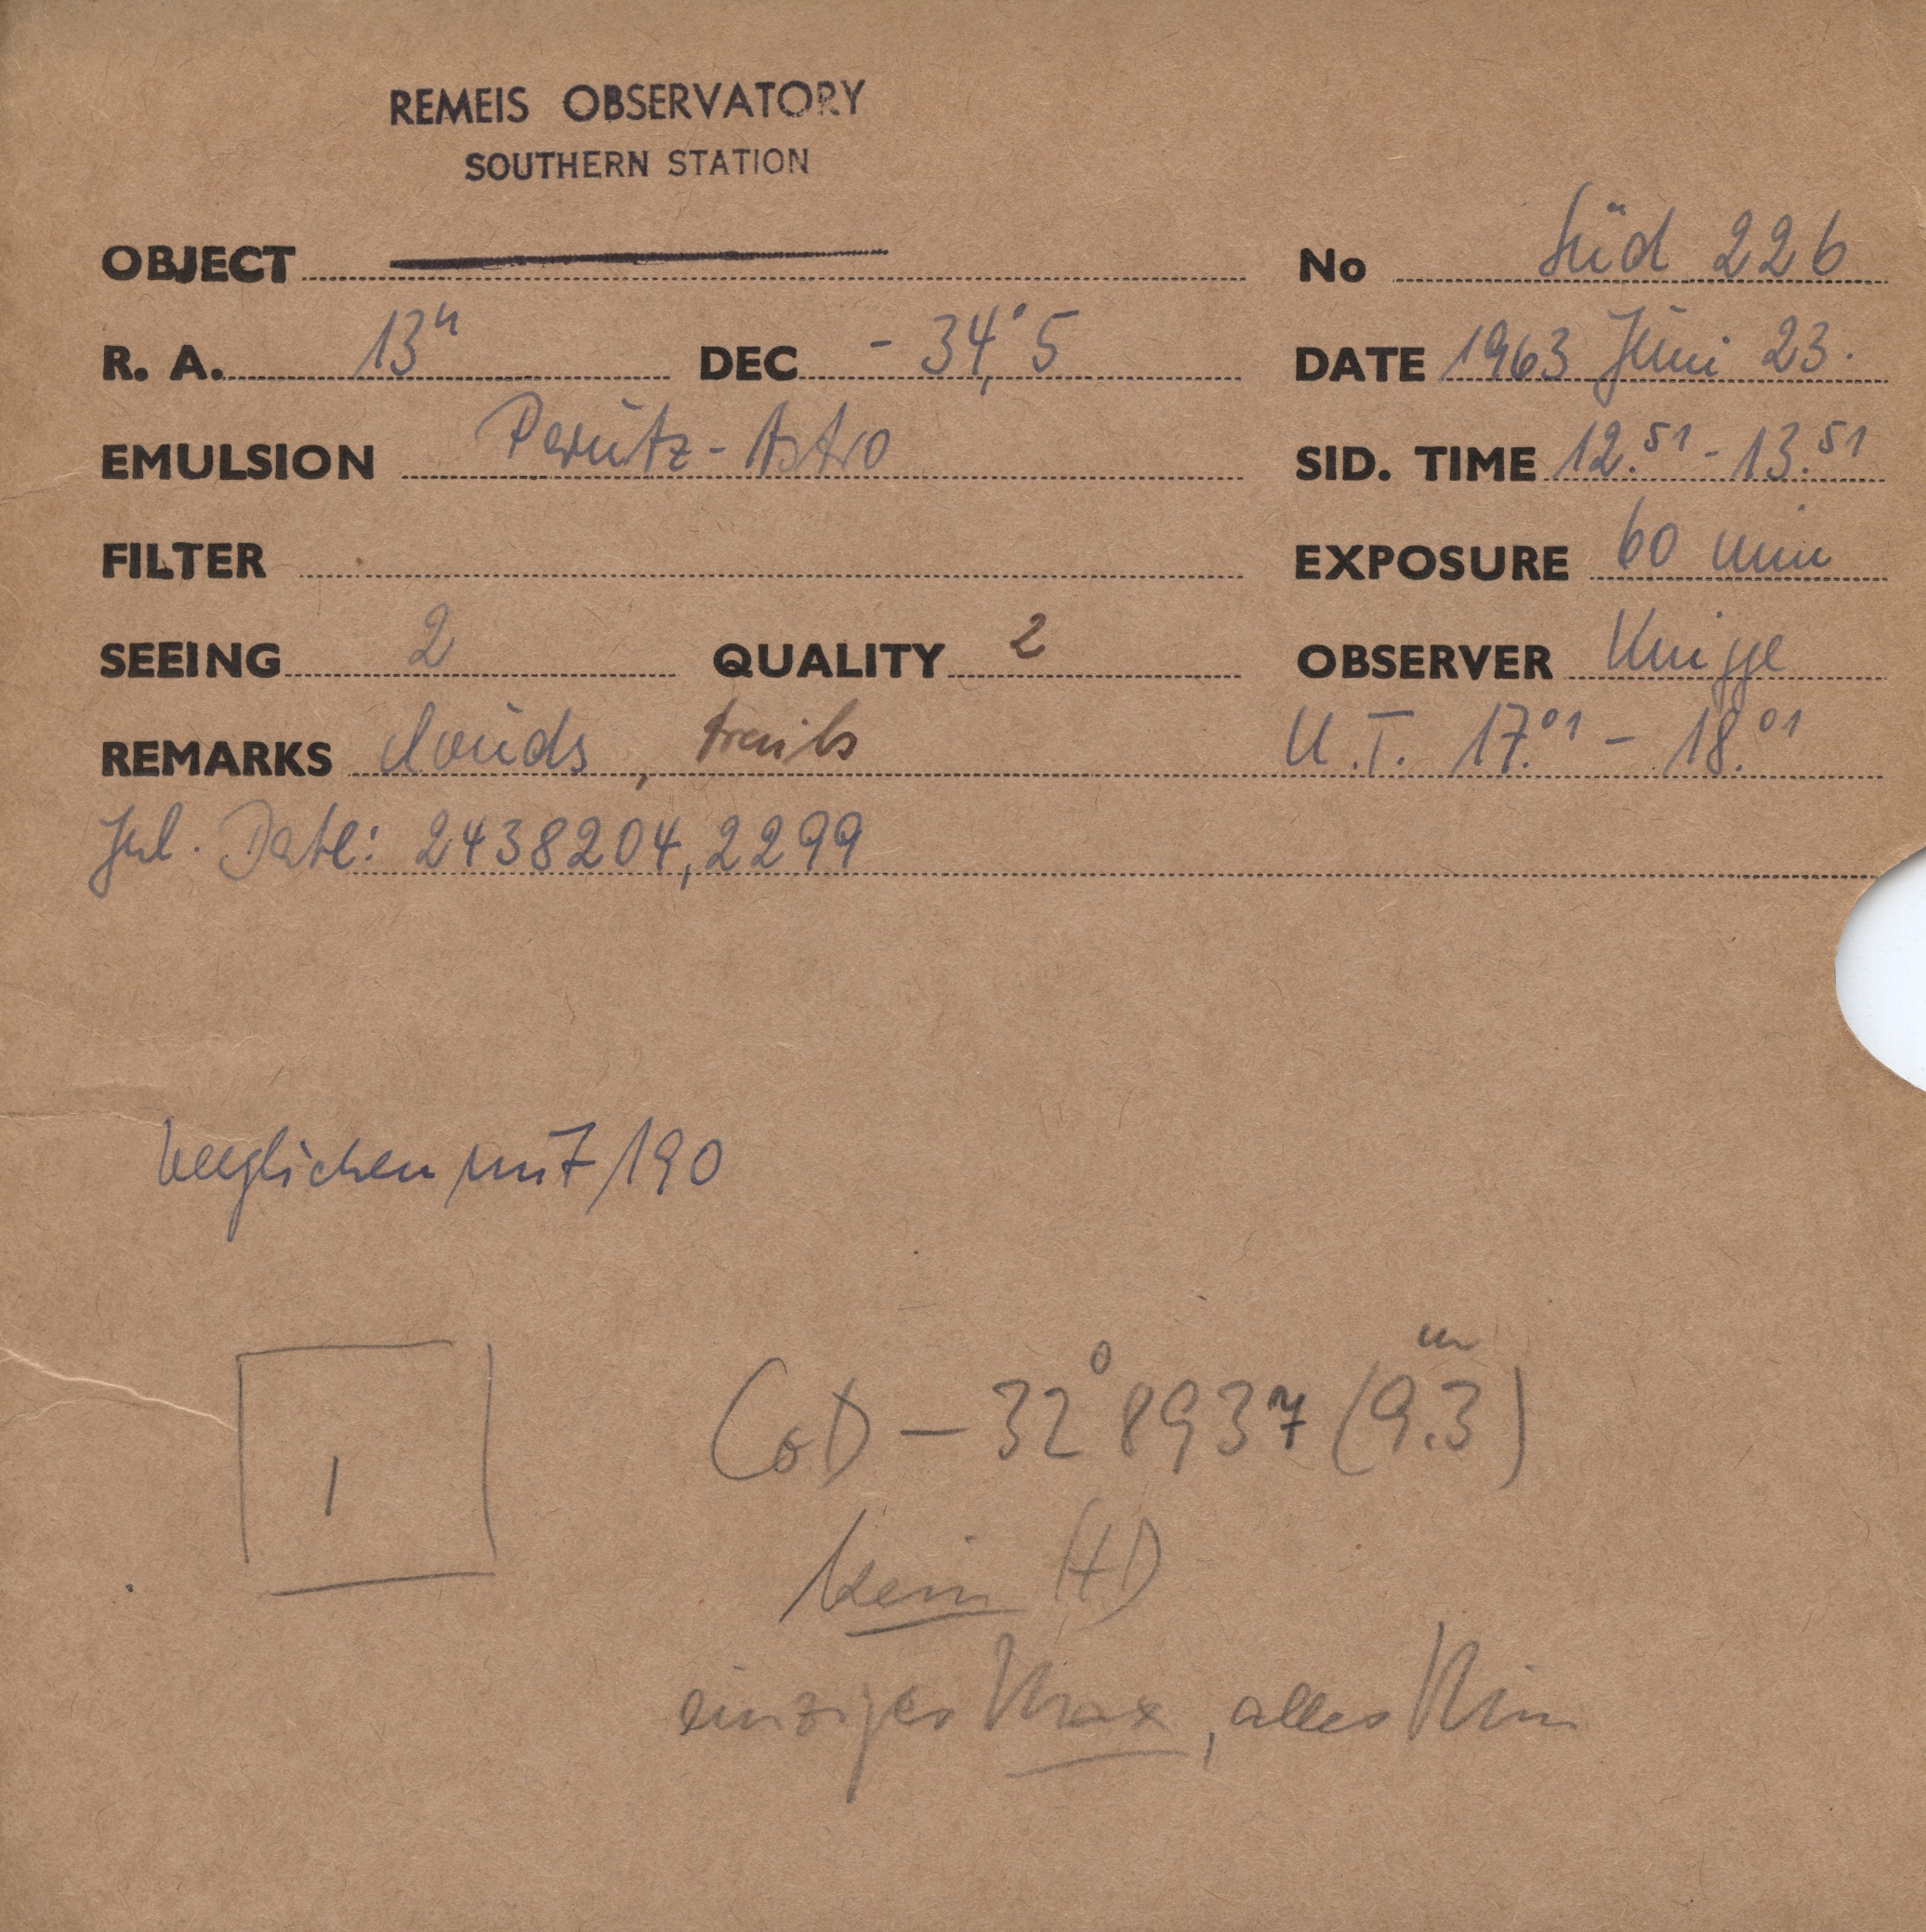 REMEIS OBSERVATORY
SOUTHERN STATION
OBJECT No Süd 226
R. A. 13h DEC - 34°,5 DATE 1963 Juni 23.
EMULSION Perutz-Astro SID. TIME 12.51 - 13.51
FILTER EXPOSURE 60 min
SEEING 2 QUALITY 2 OBSERVER Knigge
REMARKS clouds, trails U.T. 17.01 - 18.01
Jul. Date: 2438204,2299
verglichen mit 190
1
CoD - 32° 8937 (9.3m)
kein HD
einziges Max, alles Min